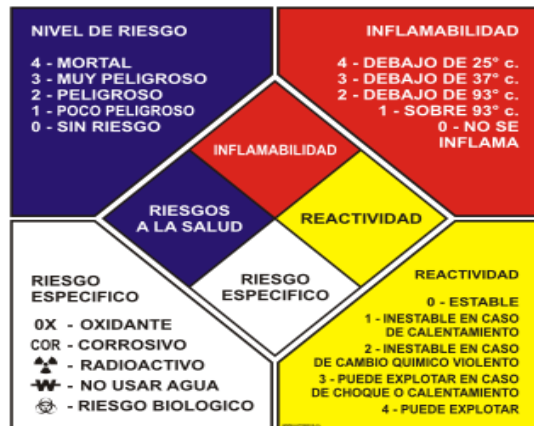 NIVEL DE RIESGO
4 - MORTAL
3 - MUY PELIGROSO
2 - PELIGROSO
1 - POCO PELIGROSO
0 - SIN RIESGO
INFLAMABILIDAD
4 - DEBAJO DE 25° c.
3 - DEBAJO DE 37° c.
2 - DEBAJO DE 93° c.
1 - SOBRE 93° c.
0 - NO SE
INFLAMA
INFLAMABILIDAD
RIESGOS
A LA SALUD
REACTIVIDAD
RIESGO
ESPECIFICO
RIESGO
ESPECIFICO
0X - OXIDANTE
COR - CORROSIVO
- RADIOACTIVO
W - NO USAR AGUA
- RIESGO BIOLOGICO
REACTIVIDAD
0 - ESTABLE
1 - INESTABLE EN CASO
DE CALENTAMIENTO
2 - INESTABLE EN CASO
DE CAMBIO QUIMICO VIOLENTO
3 - PUEDE EXPLOTAR EN CASO
DE CHOQUE O CALENTAMIENTO
4 - PUEDE EXPLOTAR